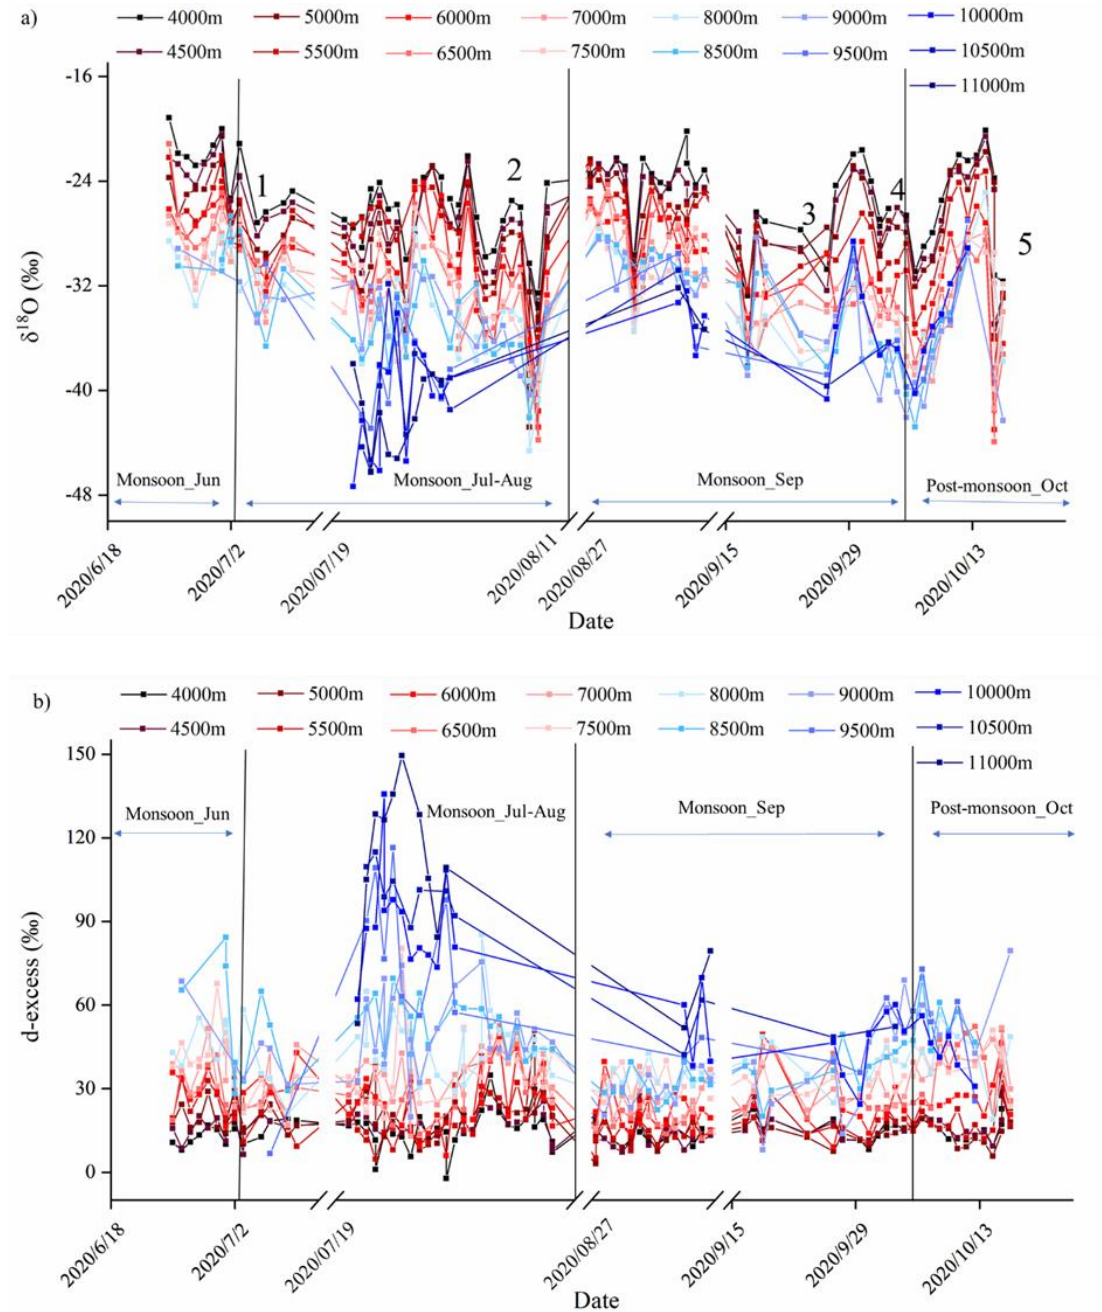 a)
4000m 5000m 6000m 7000m 8000m 9000m 10000m
4500m 5500m 6500m 7500m 8500m 9500m 10500m
11000m
-16
-24
-32
-40
-48
δ¹⁸O (‰)
1
2
3
4
5
Monsoon_Jun
Monsoon_Jul-Aug
Monsoon_Sep
Post-monsoon_Oct
2020/6/18
2020/7/2
2020/07/19
2020/08/11
2020/08/27
2020/9/15
2020/9/29
2020/10/13
Date
b)
4000m 5000m 6000m 7000m 8000m 9000m 10000m
4500m 5500m 6500m 7500m 8500m 9500m 10500m
11000m
150
120
90
60
30
0
d-excess (‰)
Monsoon_Jun
Monsoon_Jul-Aug
Monsoon_Sep
Post-monsoon_Oct
2020/6/18
2020/7/2
2020/07/19
2020/08/27
2020/9/15
2020/9/29
2020/10/13
Date